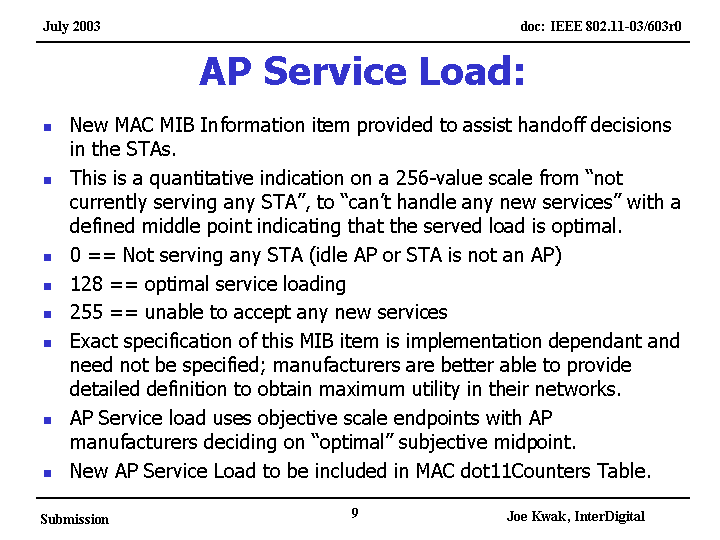 July 2003
doc: IEEE 802.11-03/603r0
AP Service Load:
New MAC MIB Information item provided to assist handoff decisions
in the STAs.
This is a quantitative indication on a 256-value scale from “not
currently serving any STA”, to “can’t handle any new services” with a
defined middle point indicating that the served load is optimal.
0 == Not serving any STA (idle AP or STA is not an AP)
128 == optimal service loading
255 == unable to accept any new services
Exact specification of this MIB item is implementation dependant and
need not be specified; manufacturers are better able to provide
detailed definition to obtain maximum utility in their networks.
AP Service load uses objective scale endpoints with AP
manufacturers deciding on “optimal” subjective midpoint.
New AP Service Load to be included in MAC dot11Counters Table.
Submission
9
Joe Kwak, InterDigital